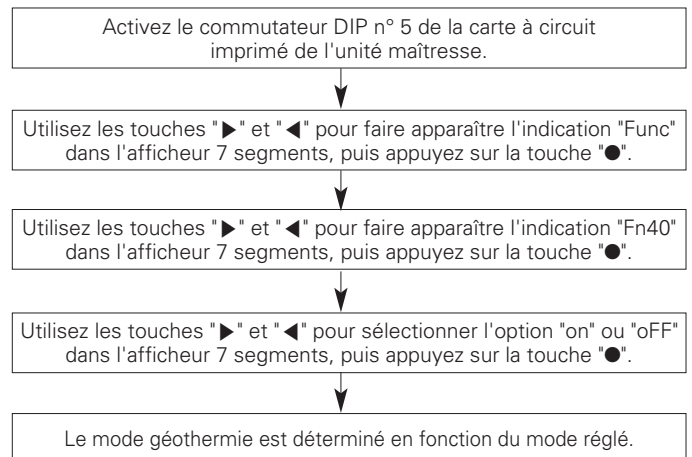 Activez le commutateur DIP n° 5 de la carte à circuit
imprimé de l'unité maîtresse.
Utilisez les touches "▶" et "◀" pour faire apparaître l'indication "Func"
dans l'afficheur 7 segments, puis appuyez sur la touche "●".
Utilisez les touches "▶" et "◀" pour faire apparaître l'indication "Fn40"
dans l'afficheur 7 segments, puis appuyez sur la touche "●".
Utilisez les touches "▶" et "◀" pour sélectionner l'option "on" ou "oFF"
dans l'afficheur 7 segments, puis appuyez sur la touche "●".
Le mode géothermie est déterminé en fonction du mode réglé.